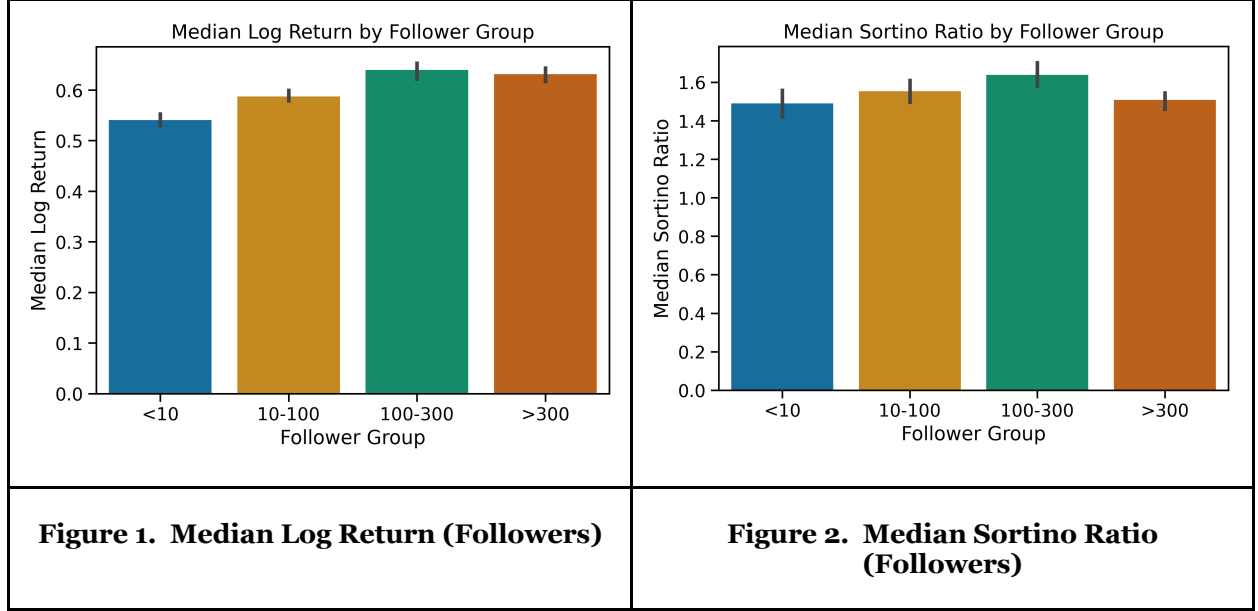 Median Log Return by Follower Group
Median Log Return
0.6
0.5
0.4
0.3
0.2
0.1
0.0
<10 10-100 100-300 >300
Follower Group
Median Sortino Ratio by Follower Group
Median Sortino Ratio
1.6
1.4
1.2
1.0
0.8
0.6
0.4
0.2
0.0
<10 10-100 100-300 >300
Follower Group
Figure 1. Median Log Return (Followers)
Figure 2. Median Sortino Ratio
(Followers)